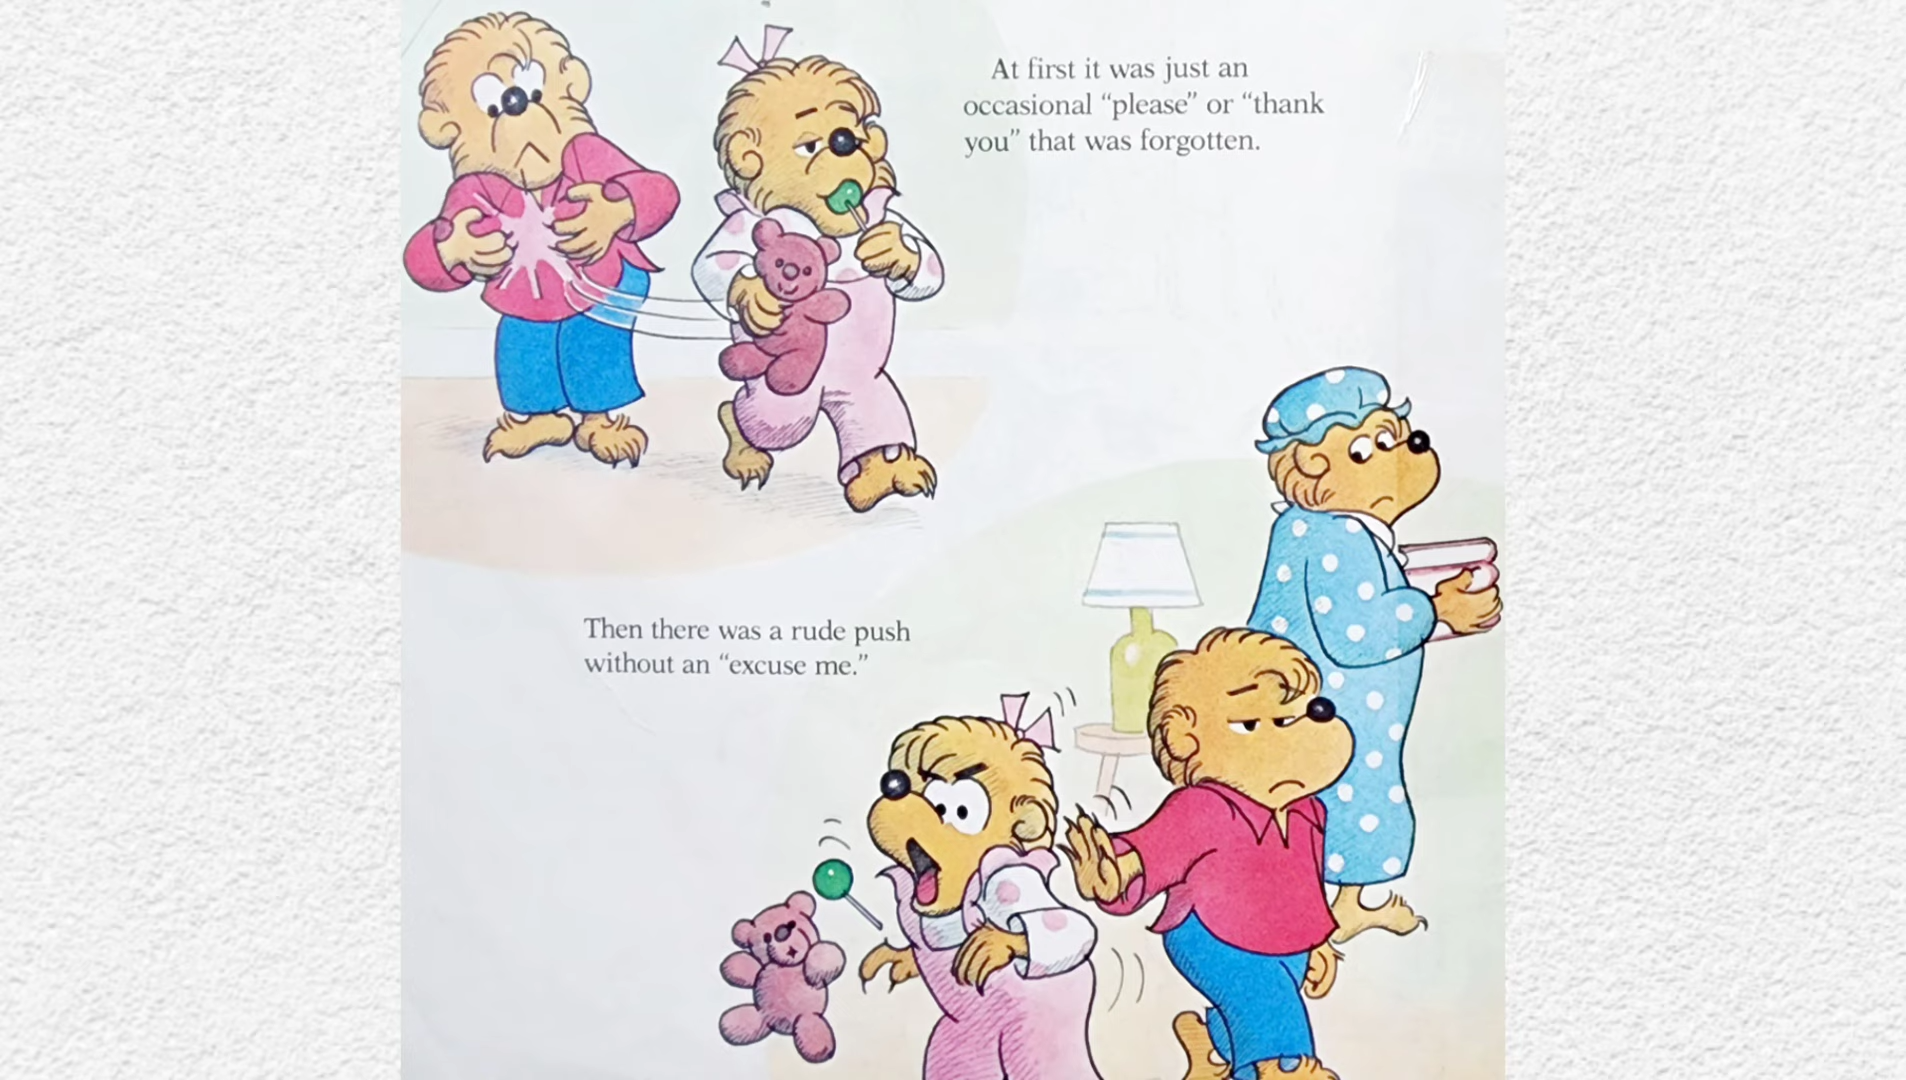 At first it was just an
occasional “please” or “thank
you” that was forgotten.
Then there was a rude push
without an “excuse me.”